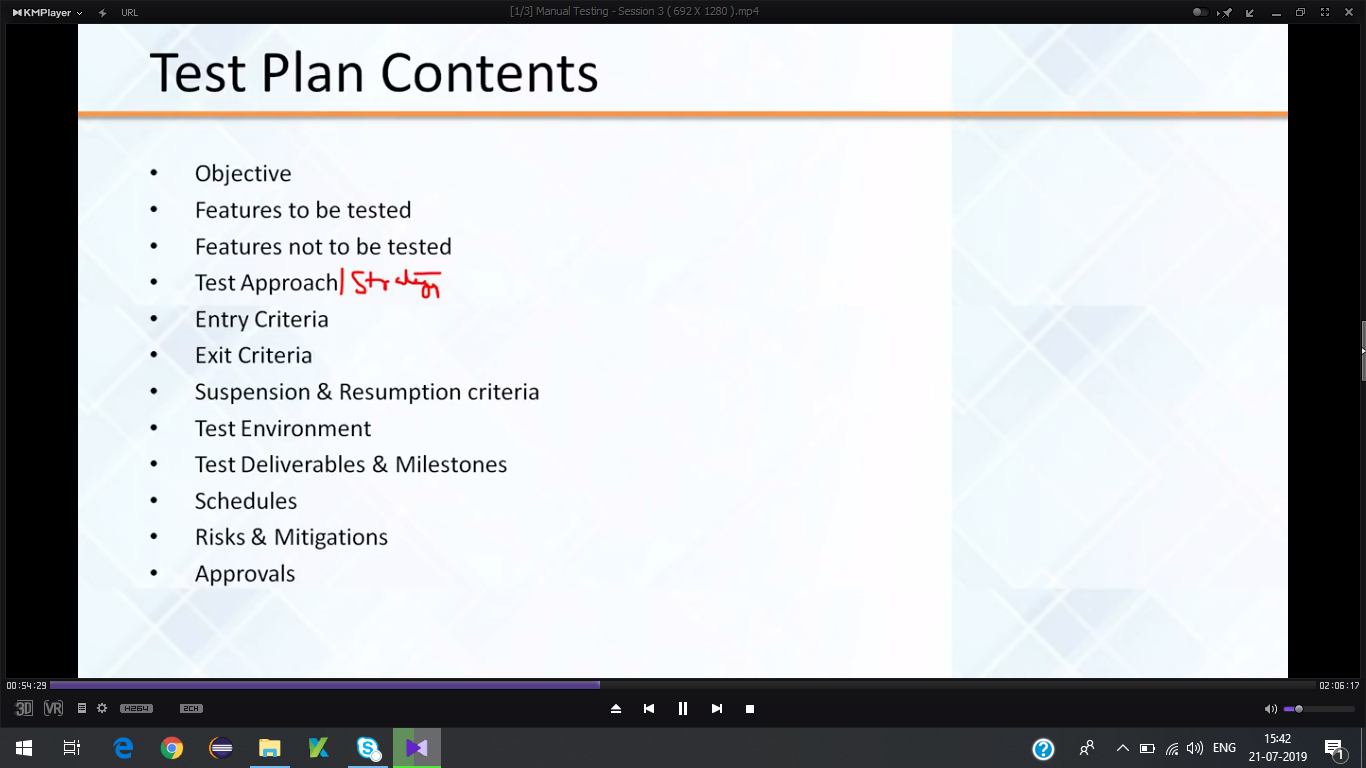 KMPlayer URL [1/3] Manual Testing - Session 3 ( 692 X 1280 ).mp4
Test Plan Contents
• Objective
• Features to be tested
• Features not to be tested
• Test Approach| Strategy
• Entry Criteria
• Exit Criteria
• Suspension & Resumption criteria
• Test Environment
• Test Deliverables & Milestones
• Schedules
• Risks & Mitigations
• Approvals
00:54:29 02:06:17
3D VR H264 2CH
ENG 15:42
21-07-2019 1